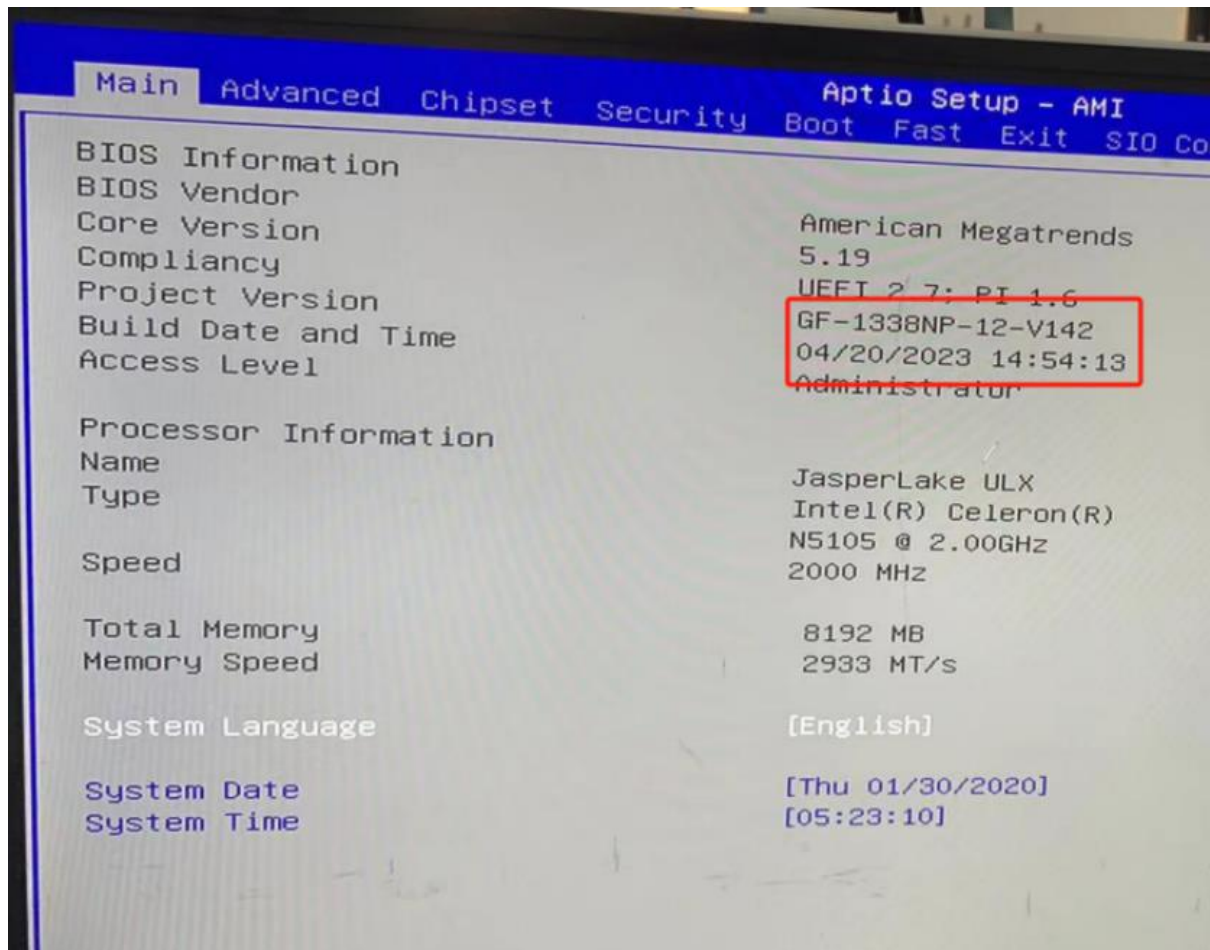 Aptio Setup - AMI
Main Advanced Chipset Security Boot Fast Exit SIO Co
BIOS Information
BIOS Vendor American Megatrends
Core Version 5.19
Compliancy UEFI 2.7; PI 1.6
Project Version GF-1338NP-12-V142
Build Date and Time 04/20/2023 14:54:13
Access Level Administrator
Processor Information
Name JasperLake ULX
Type Intel(R) Celeron(R)
N5105 @ 2.00GHz
Speed 2000 MHz
Total Memory 8192 MB
Memory Speed 2933 MT/s
System Language [English]
System Date [Thu 01/30/2020]
System Time [05:23:10]